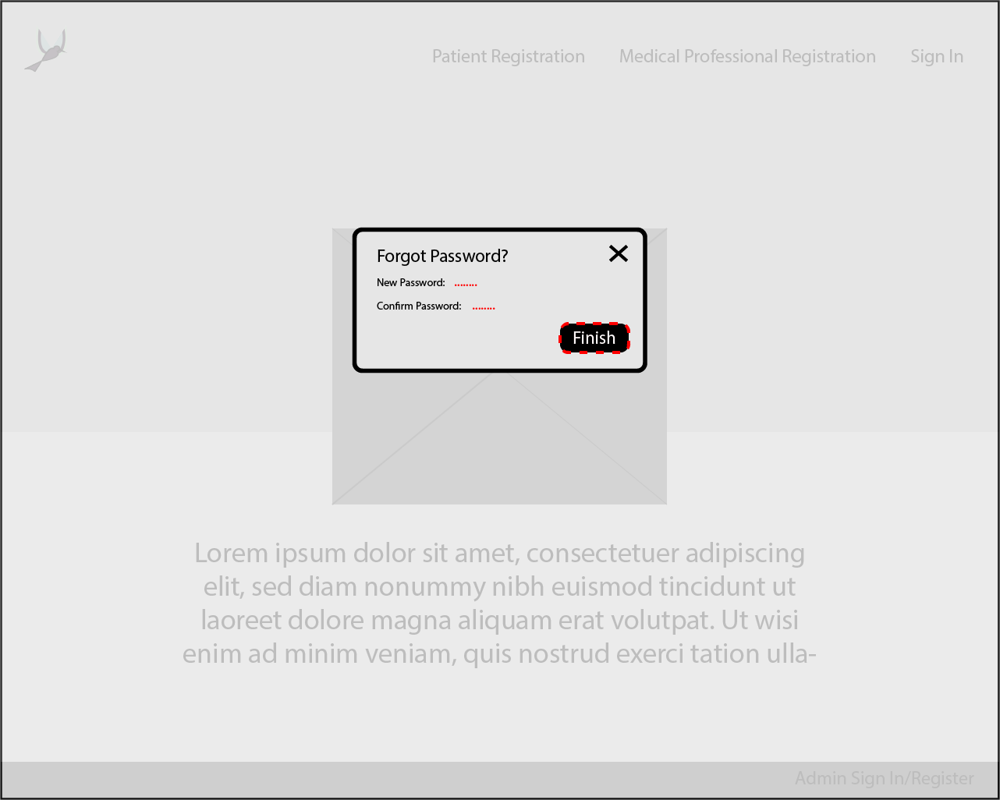 Patient Registration Medical Professional Registration Sign In
Forgot Password?
New Password: ........
Confirm Password: ........
Finish
Lorem ipsum dolor sit amet, consectetuer adipiscing
elit, sed diam nonummy nibh euismod tincidunt ut
laoreet dolore magna aliquam erat volutpat. Ut wisi
enim ad minim veniam, quis nostrud exerci tation ulla-
Admin Sign In/Register